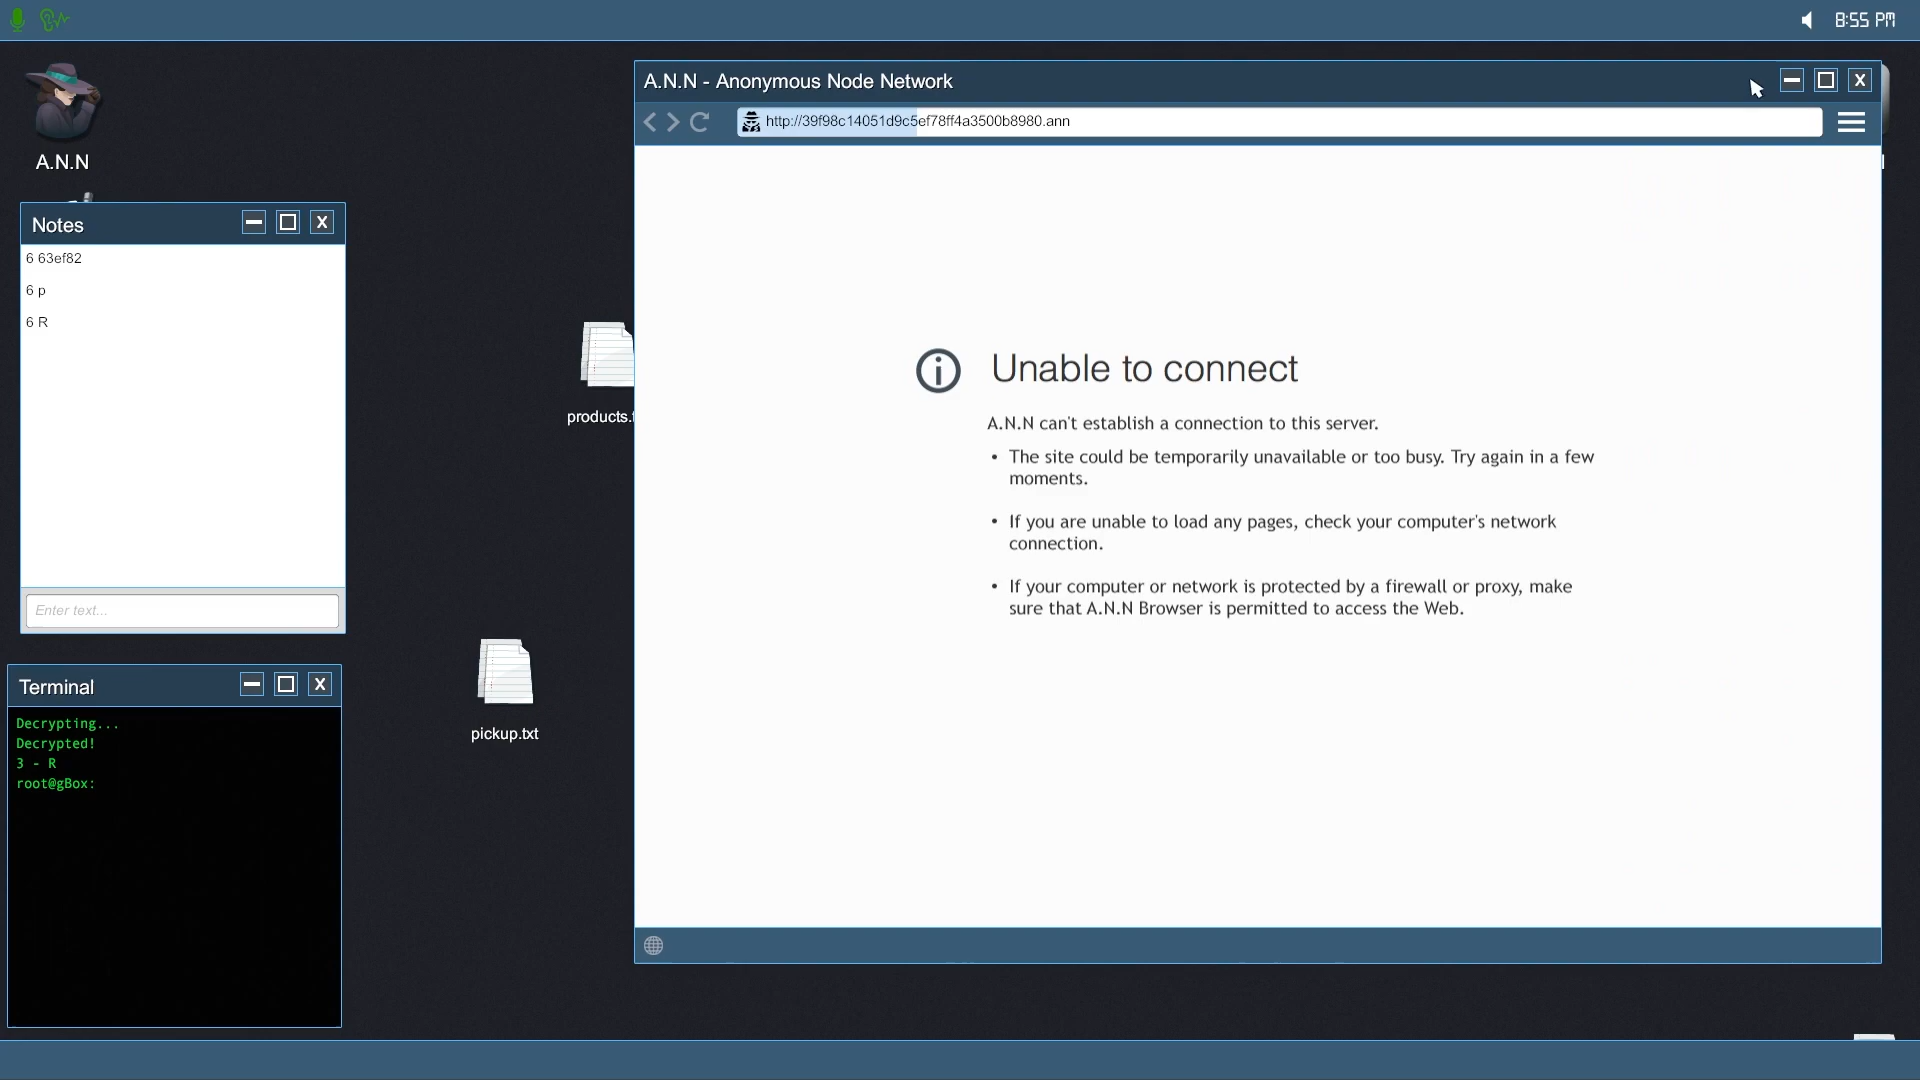 8:55 PM
A.N.N
Notes
6 63ef82
6 p
6 R
Enter text...
Terminal
Decrypting...
Decrypted!
3 - R
root@gBox:
products.t
pickup.txt
A.N.N - Anonymous Node Network
http://39f98c14051d9c5ef78ff4a3500b8980.ann
Unable to connect
A.N.N can't establish a connection to this server.
• The site could be temporarily unavailable or too busy. Try again in a few
moments.
• If you are unable to load any pages, check your computer's network
connection.
• If your computer or network is protected by a firewall or proxy, make
sure that A.N.N Browser is permitted to access the Web.